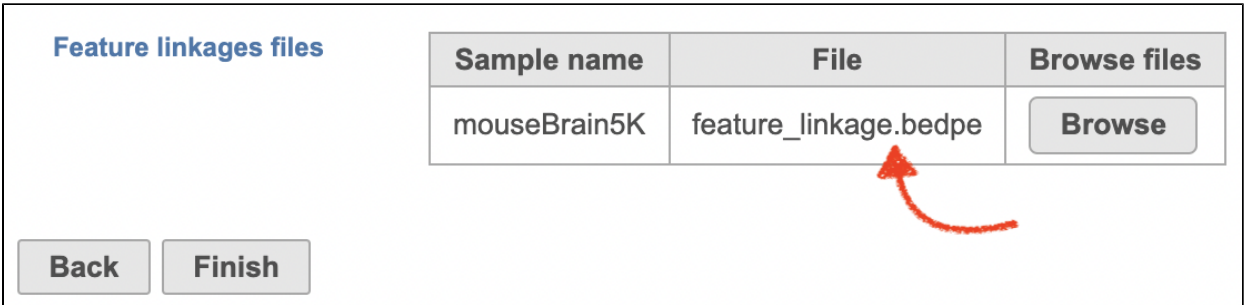 Feature linkages files
Sample name File Browse files
mouseBrain5K feature_linkage.bedpe Browse
Back Finish